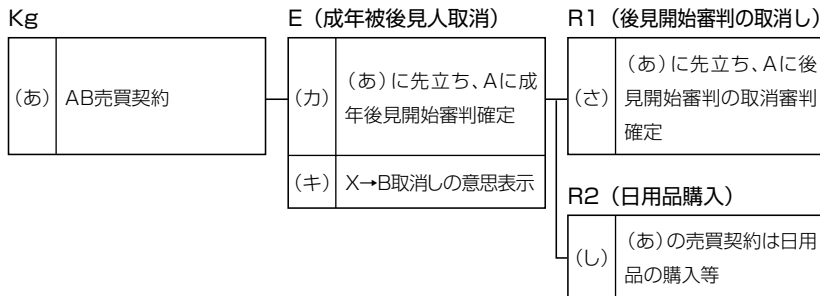 Kg
(あ) AB売買契約
E(成年被後見人取消)
(カ) (あ)に先立ち、Aに成
年後見開始審判確定
(キ) X→B取消しの意思表示
R1(後見開始審判の取消し)
(さ) (あ)に先立ち、Aに後
見開始審判の取消審判
確定
R2(日用品購入)
(し) (あ)の売買契約は日用
品の購入等